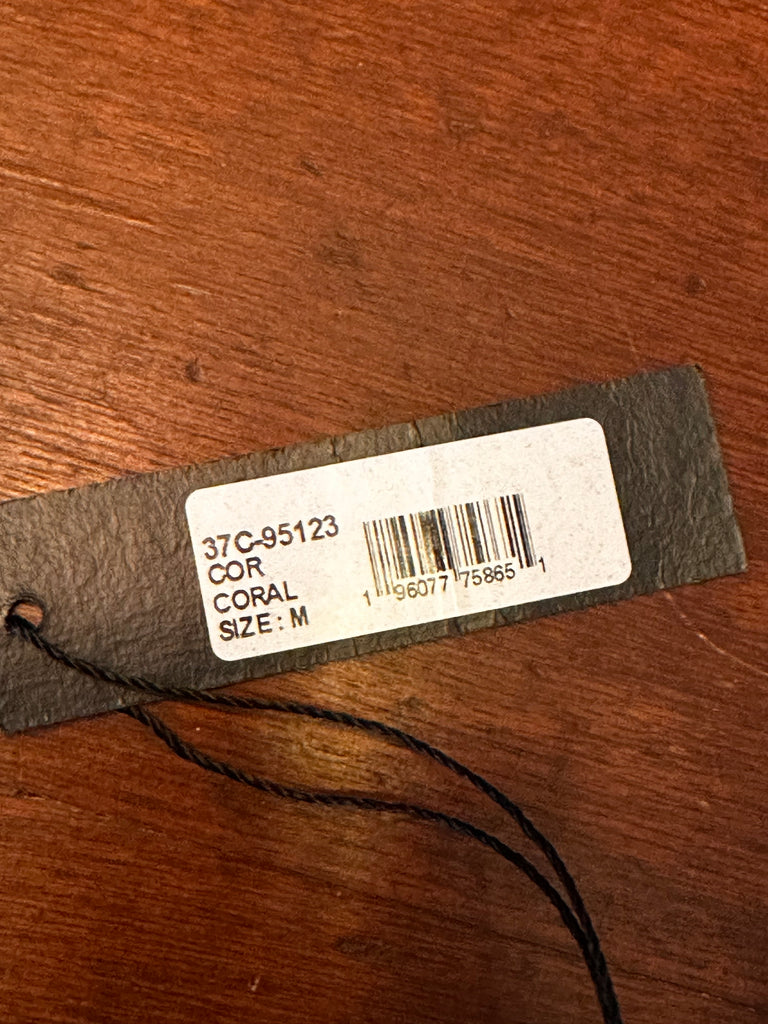 37C-95123
COR
CORAL
SIZE : M
1 96077 75865 1